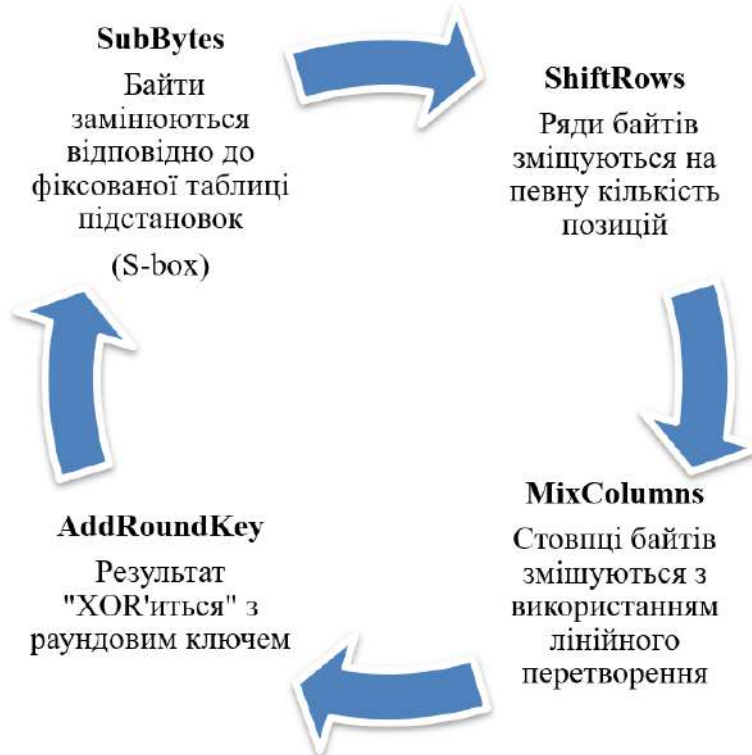 SubBytes
Байти
замінюються
відповідно до
фіксованої таблиці
підстановок
(S-box)
ShiftRows
Ряди байтів
зміщуються на
певну кількість
позицій
MixColumns
Стовпці байтів
змішуються з
використанням
лінійного
перетворення
AddRoundKey
Результат
"XOR'иться" з
раундовим ключем